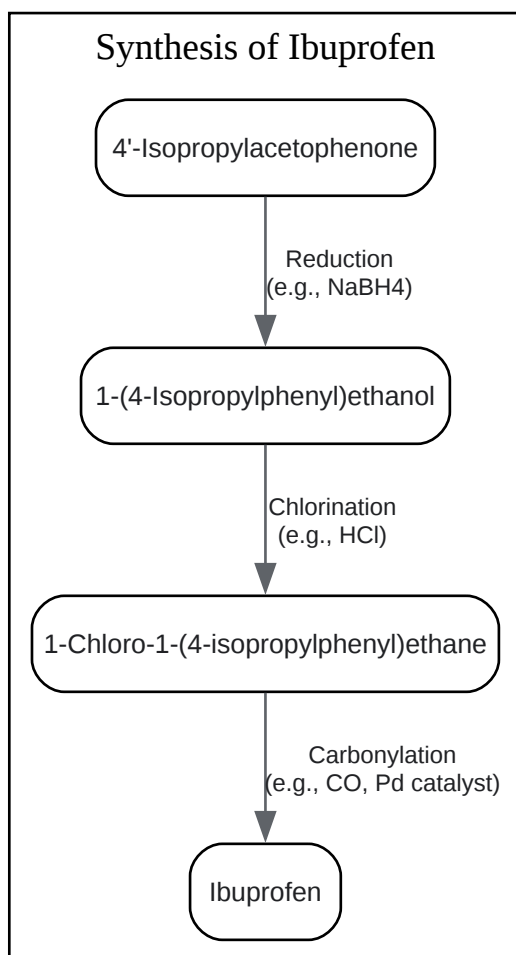 Synthesis of Ibuprofen
4'-Isopropylacetophenone
Reduction
(e.g., NaBH4)
1-(4-Isopropylphenyl)ethanol
Chlorination
(e.g., HCl)
1-Chloro-1-(4-isopropylphenyl)ethane
Carbonylation
(e.g., CO, Pd catalyst)
Ibuprofen